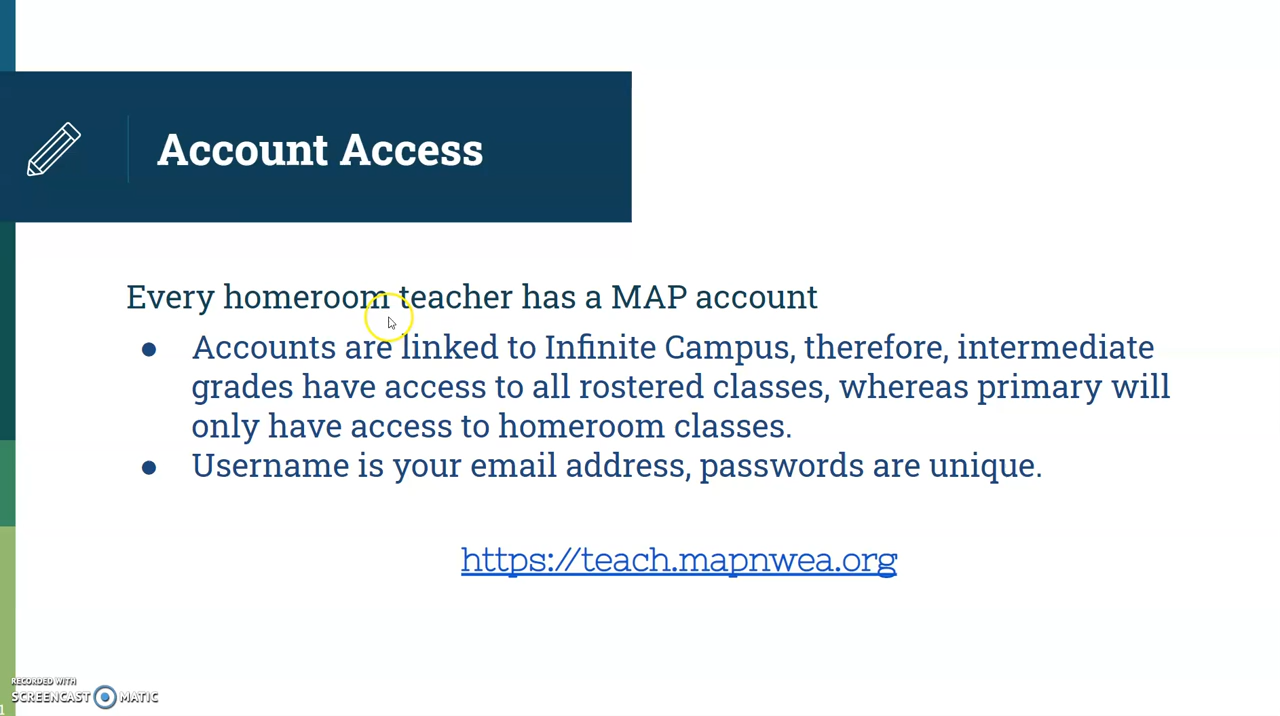 Account Access
Every homeroom teacher has a MAP account
● Accounts are linked to Infinite Campus, therefore, intermediate
grades have access to all rostered classes, whereas primary will
only have access to homeroom classes.
● Username is your email address, passwords are unique.
https://teach.mapnwea.org
RECORDED WITH
SCREENCAST MATIC
1